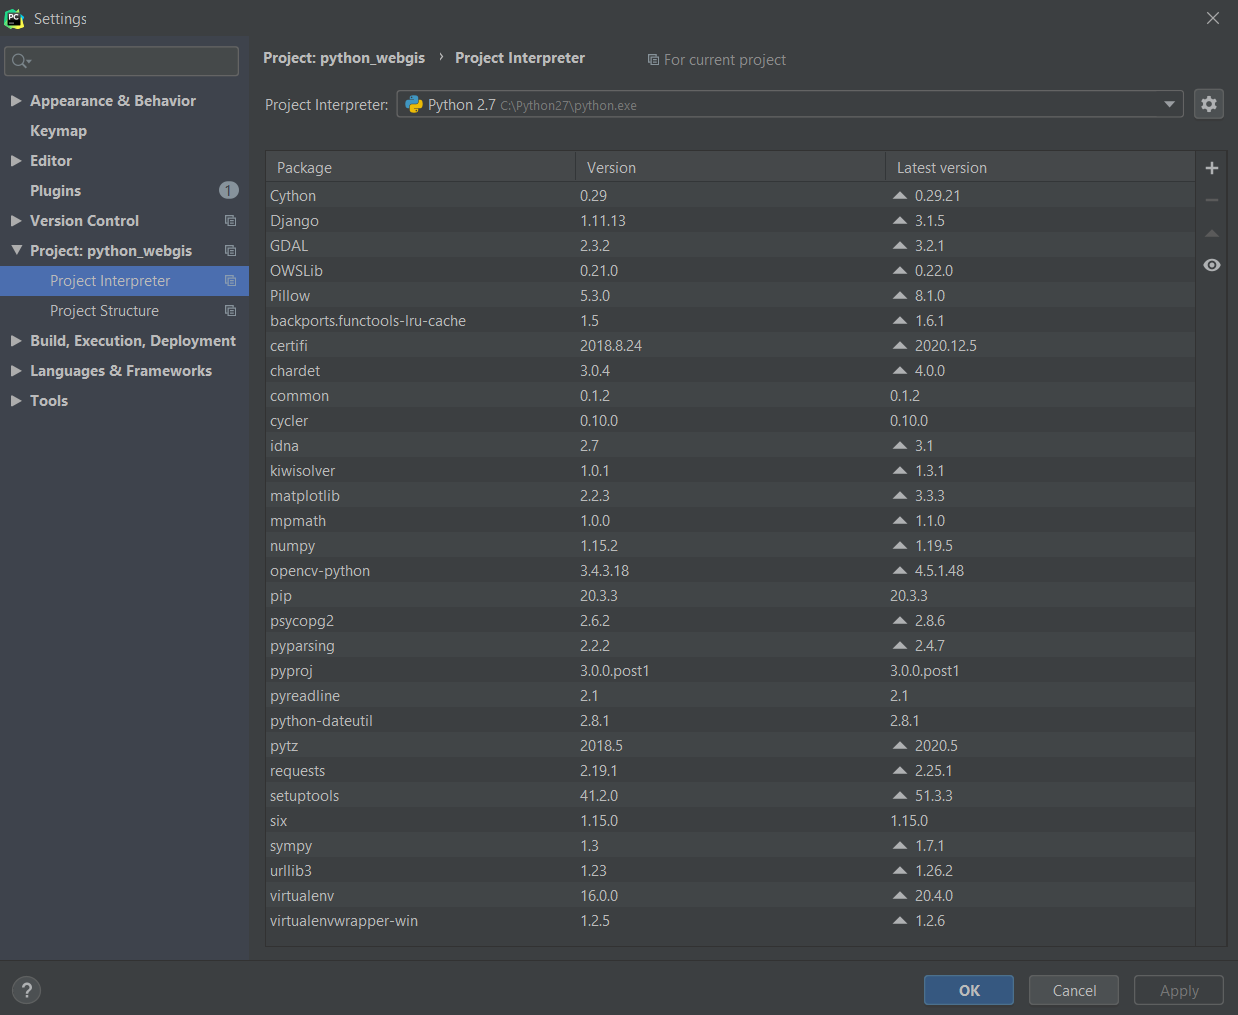 Settings
Project: python_webgis › Project Interpreter For current project
Appearance & Behavior
Keymap
Editor
Plugins 1
Version Control
Project: python_webgis
Project Interpreter
Project Structure
Build, Execution, Deployment
Languages & Frameworks
Tools
Project Interpreter: Python 2.7 C:\Python27\python.exe
Package Version Latest version
Cython 0.29 0.29.21
Django 1.11.13 3.1.5
GDAL 2.3.2 3.2.1
OWSLib 0.21.0 0.22.0
Pillow 5.3.0 8.1.0
backports.functools-lru-cache 1.5 1.6.1
certifi 2018.8.24 2020.12.5
chardet 3.0.4 4.0.0
common 0.1.2 0.1.2
cycler 0.10.0 0.10.0
idna 2.7 3.1
kiwisolver 1.0.1 1.3.1
matplotlib 2.2.3 3.3.3
mpmath 1.0.0 1.1.0
numpy 1.15.2 1.19.5
opencv-python 3.4.3.18 4.5.1.48
pip 20.3.3 20.3.3
psycopg2 2.6.2 2.8.6
pyparsing 2.2.2 2.4.7
pyproj 3.0.0.post1 3.0.0.post1
pyreadline 2.1 2.1
python-dateutil 2.8.1 2.8.1
pytz 2018.5 2020.5
requests 2.19.1 2.25.1
setuptools 41.2.0 51.3.3
six 1.15.0 1.15.0
sympy 1.3 1.7.1
urllib3 1.23 1.26.2
virtualenv 16.0.0 20.4.0
virtualenvwrapper-win 1.2.5 1.2.6
? OK Cancel Apply